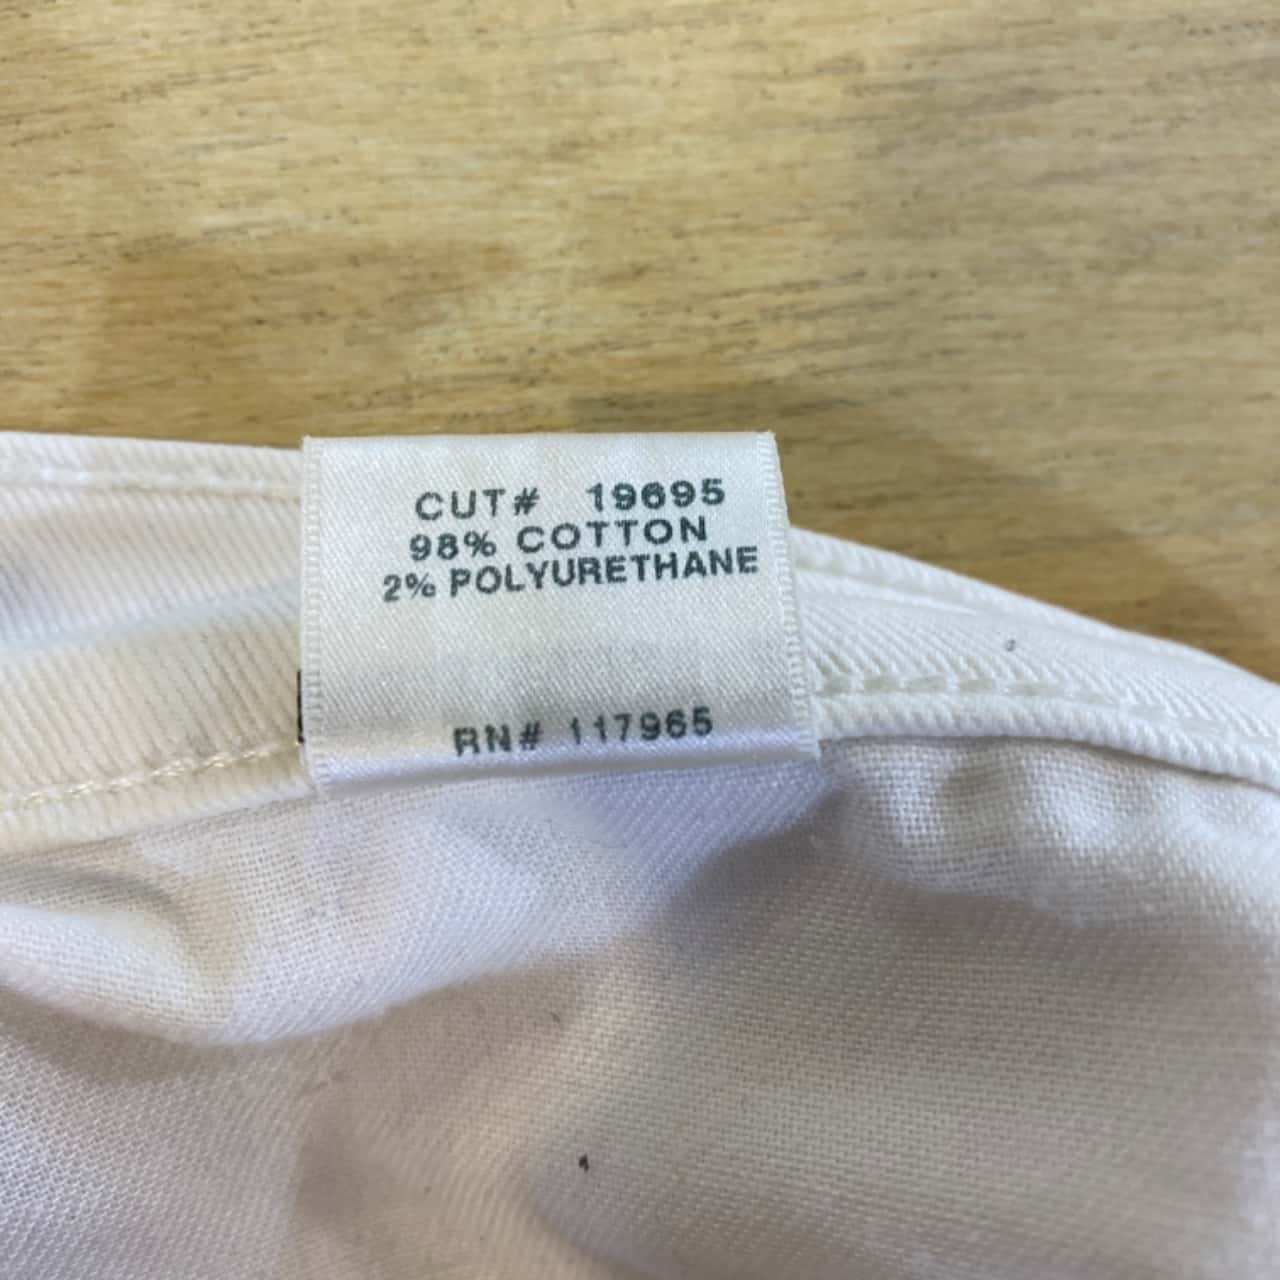 CUT# 19695
98% COTTON
2% POLYURETHANE
RN# 117965